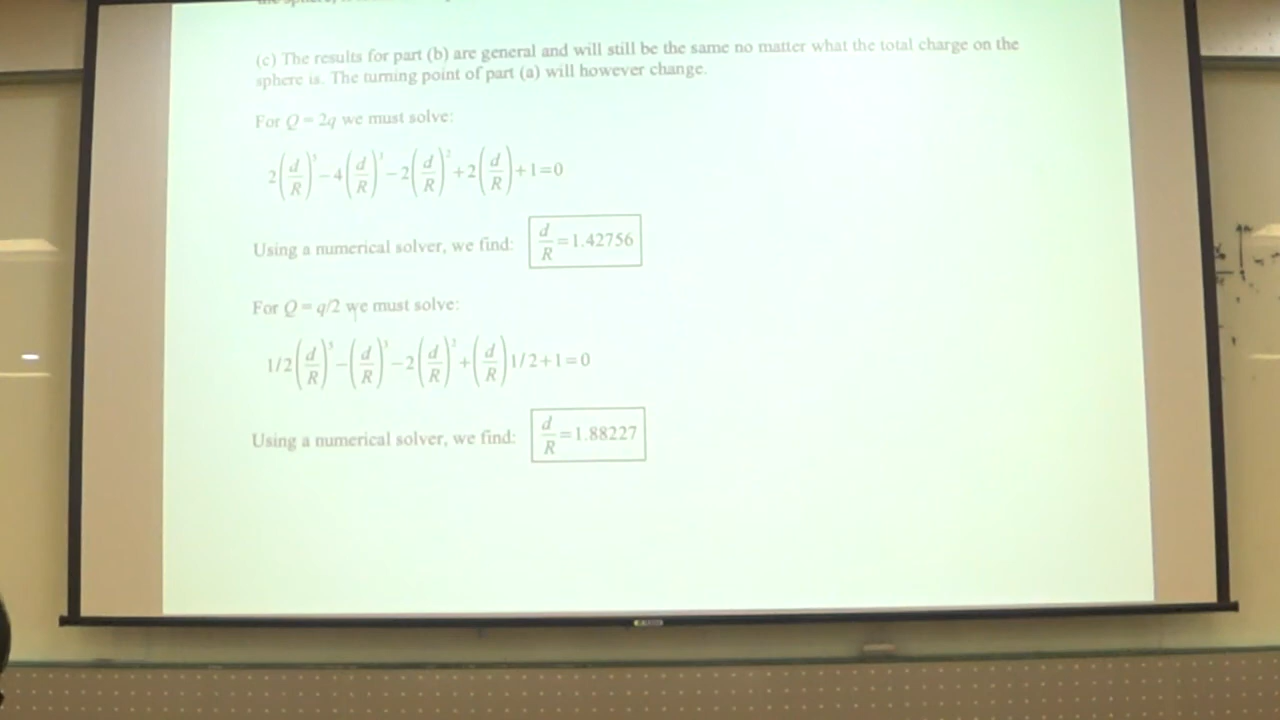 (c) The results for part (b) are general and will still be the same no matter what the total charge on the
sphere is. The turning point of part (a) will however change.
For Q = 2q we must solve:
2(d/R)⁵ − 4(d/R)³ − 2(d/R)² + 2(d/R) + 1 = 0
Using a numerical solver, we find: d/R = 1.42756
For Q = q/2 we must solve:
1/2(d/R)⁵ − (d/R)³ − 2(d/R)² + (d/R)1/2 + 1 = 0
Using a numerical solver, we find: d/R = 1.88227